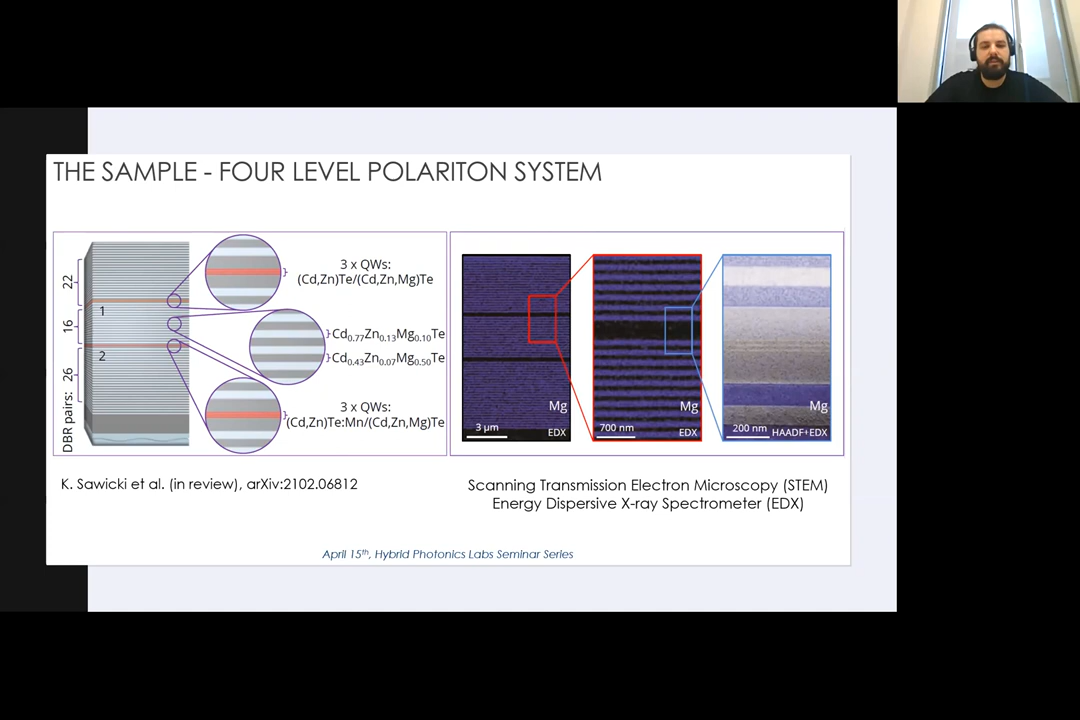 THE SAMPLE - FOUR LEVEL POLARITON SYSTEM
22
16
DBR pairs: 26
1
2
3 x QWs:
(Cd,Zn)Te/(Cd,Zn,Mg)Te
Cd0.77Zn0.13Mg0.10Te
Cd0.43Zn0.07Mg0.50Te
3 x QWs:
(Cd,Zn)Te:Mn/(Cd,Zn,Mg)Te
Mg
3 µm
EDX
Mg
700 nm
EDX
Mg
200 nm
HAADF+EDX
K. Sawicki et al. (in review), arXiv:2102.06812
Scanning Transmission Electron Microscopy (STEM)
Energy Dispersive X-ray Spectrometer (EDX)
April 15th, Hybrid Photonics Labs Seminar Series